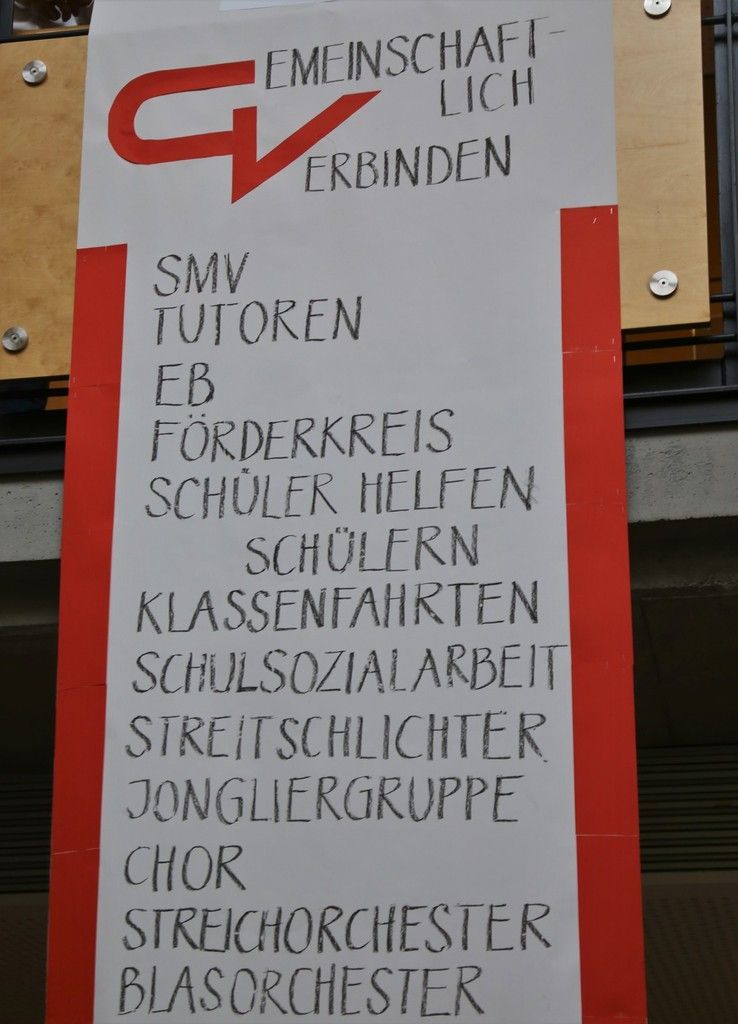 GEMEINSCHAFT-
LICH
VERBINDEN
SMV
TUTOREN
EB
FÖRDERKREIS
SCHÜLER HELFEN
SCHÜLERN
KLASSENFAHRTEN
SCHULSOZIALARBEIT
STREITSCHLICHTER
JONGLIERGRUPPE
CHOR
STREICHORCHESTER
BLASORCHESTER